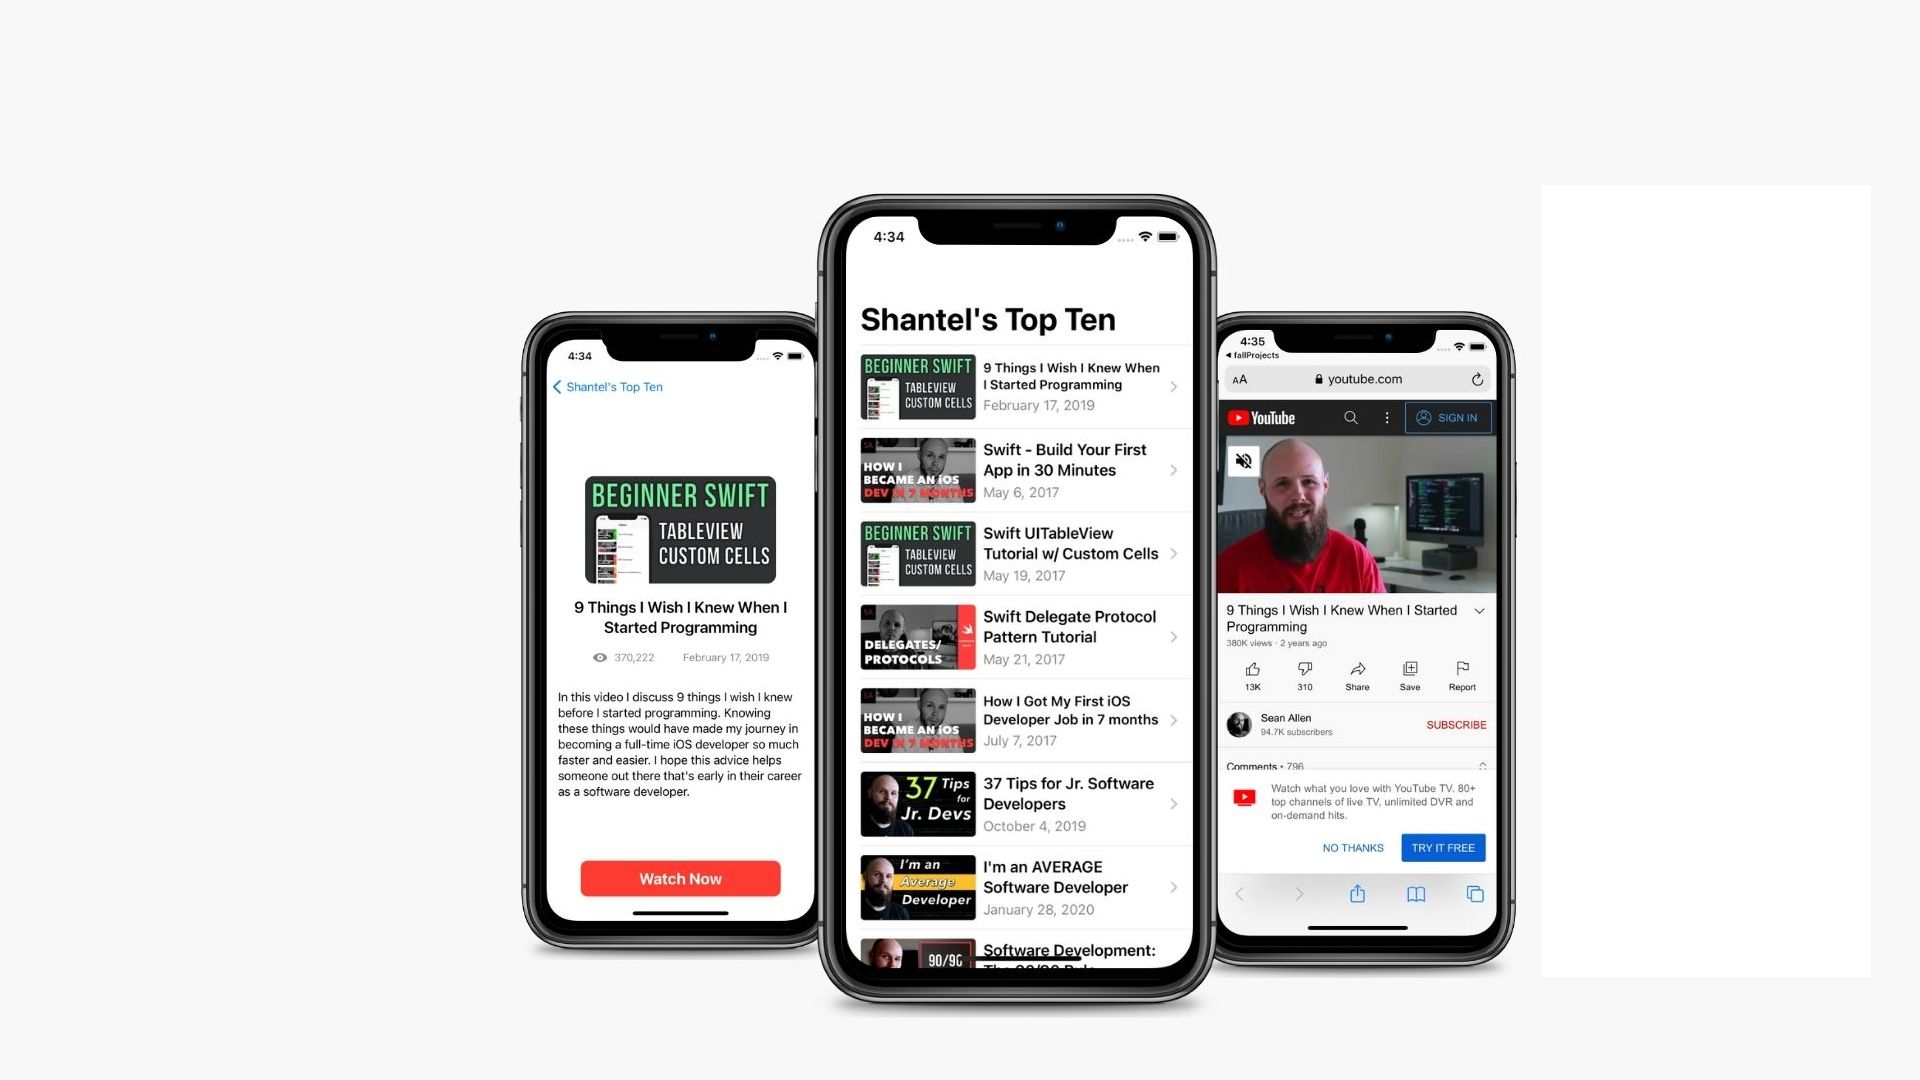 4:34
Shantel's Top Ten
BEGINNER SWIFT
TABLEVIEW
CUSTOM CELLS
9 Things I Wish I Knew When I
Started Programming
370,222 February 17, 2019
In this video I discuss 9 things I wish I knew
before I started programming. Knowing
these things would have made my journey in
becoming a full-time iOS developer so much
faster and easier. I hope this advice helps
someone out there that's early in their career
as a software developer.
Watch Now
4:34
Shantel's Top Ten
BEGINNER SWIFT
TABLEVIEW
CUSTOM CELLS
9 Things I Wish I Knew When
I Started Programming
February 17, 2019
SA
HOW I
BECAME AN iOS
DEV IN 7 MONTHS
Swift - Build Your First
App in 30 Minutes
May 6, 2017
BEGINNER SWIFT
TABLEVIEW
CUSTOM CELLS
Swift UITableView
Tutorial w/ Custom Cells
May 19, 2017
SA
DELEGATES/
PROTOCOLS
Swift Delegate Protocol
Pattern Tutorial
May 21, 2017
SA
HOW I
BECAME AN iOS
DEV IN 7 MONTHS
How I Got My First iOS
Developer Job in 7 months
July 7, 2017
37 Tips
for
Jr. Devs
37 Tips for Jr. Software
Developers
October 4, 2019
I'm an
Average
Developer
I'm an AVERAGE
Software Developer
January 28, 2020
90/90
Software Development:
The 90/90 Rule
4:35
fallProjects
AA youtube.com
YouTube SIGN IN
9 Things I Wish I Knew When I Started
Programming
380K views · 2 years ago
13K 310 Share Save Report
Sean Allen
94.7K subscribers
SUBSCRIBE
Comments • 796
Watch what you love with YouTube TV. 80+
top channels of live TV, unlimited DVR and
on-demand hits.
NO THANKS TRY IT FREE